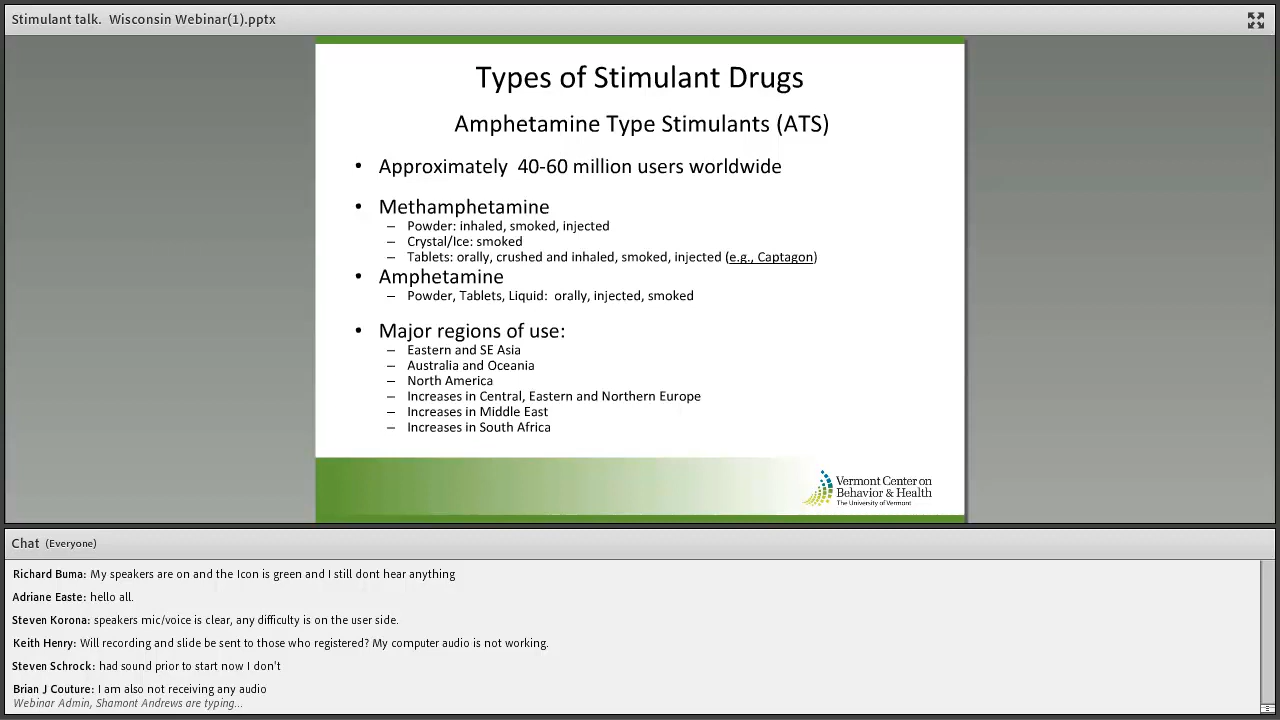 Stimulant talk.  Wisconsin Webinar(1).pptx
Types of Stimulant Drugs
Amphetamine Type Stimulants (ATS)
• Approximately  40-60 million users worldwide
• Methamphetamine
– Powder: inhaled, smoked, injected
– Crystal/Ice: smoked
– Tablets: orally, crushed and inhaled, smoked, injected (e.g., Captagon)
• Amphetamine
– Powder, Tablets, Liquid:  orally, injected, smoked
• Major regions of use:
– Eastern and SE Asia
– Australia and Oceania
– North America
– Increases in Central, Eastern and Northern Europe
– Increases in Middle East
– Increases in South Africa
Vermont Center on
Behavior & Health
The University of Vermont
Chat (Everyone)
Richard Buma: My speakers are on and the Icon is green and I still dont hear anything
Adriane Easte: hello all.
Steven Korona: speakers mic/voice is clear, any difficulty is on the user side.
Keith Henry: Will recording and slide be sent to those who registered? My computer audio is not working.
Steven Schrock: had sound prior to start now I don't
Brian J Couture: I am also not receiving any audio
Webinar Admin, Shamont Andrews are typing...